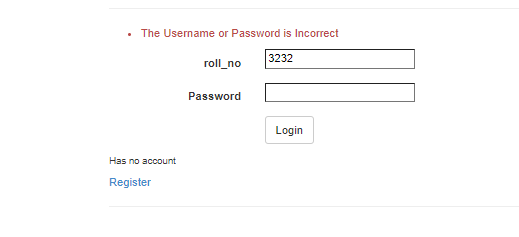 The Username or Password is Incorrect
roll_no 3232
Password
Login
Has no account
Register